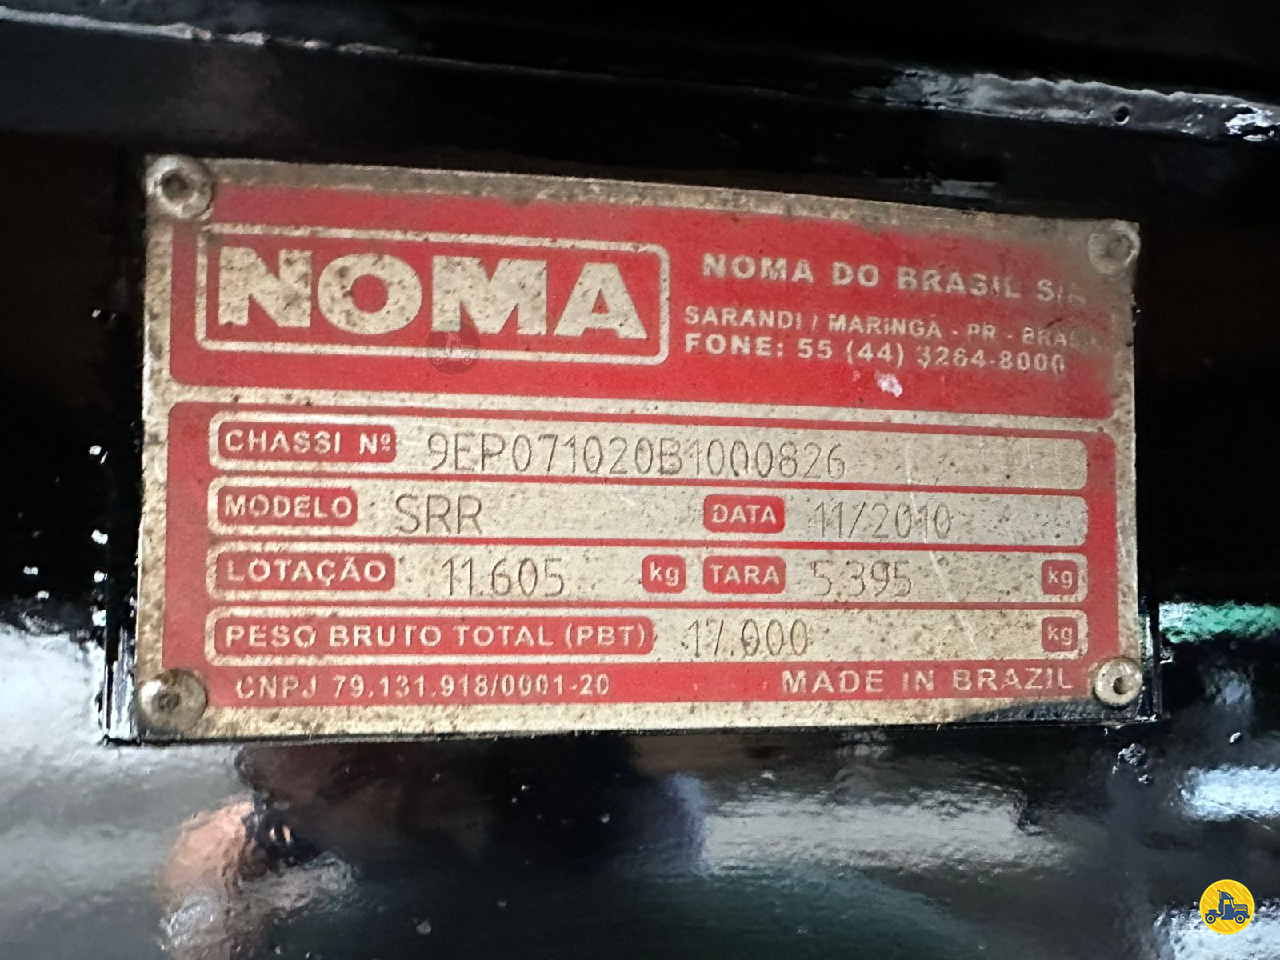 NOMA
NOMA DO BRASIL S/A
SARANDI / MARINGÁ - PR - BRASIL
FONE: 55 (44) 3264-8000
CHASSI Nº 9EP071020B1000826
MODELO SRR DATA 11/2010
LOTAÇÃO 11.605 kg TARA 5.395 kg
PESO BRUTO TOTAL (PBT) 17.000 kg
CNPJ 79.131.918/0001-20 MADE IN BRAZIL